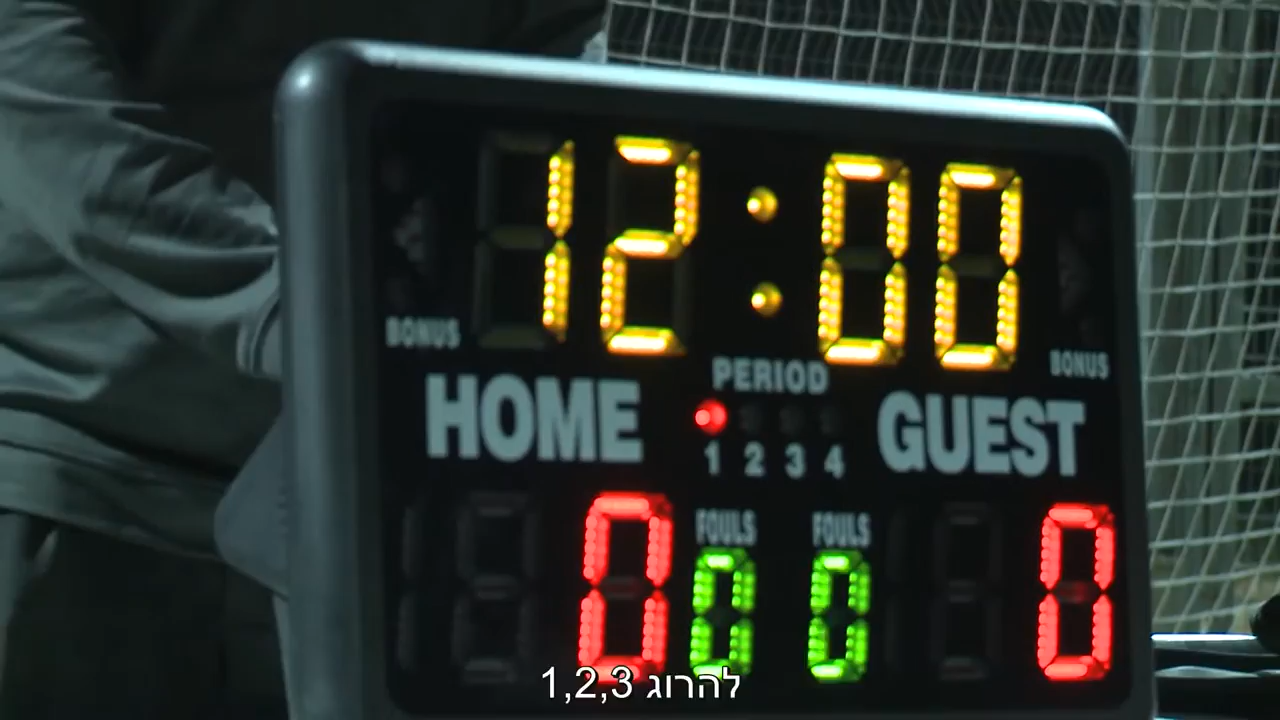 12:00
BONUS
PERIOD
BONUS
HOME
GUEST
1 2 3 4
FOULS FOULS
0 0 0 0
1,2,3 להרוג